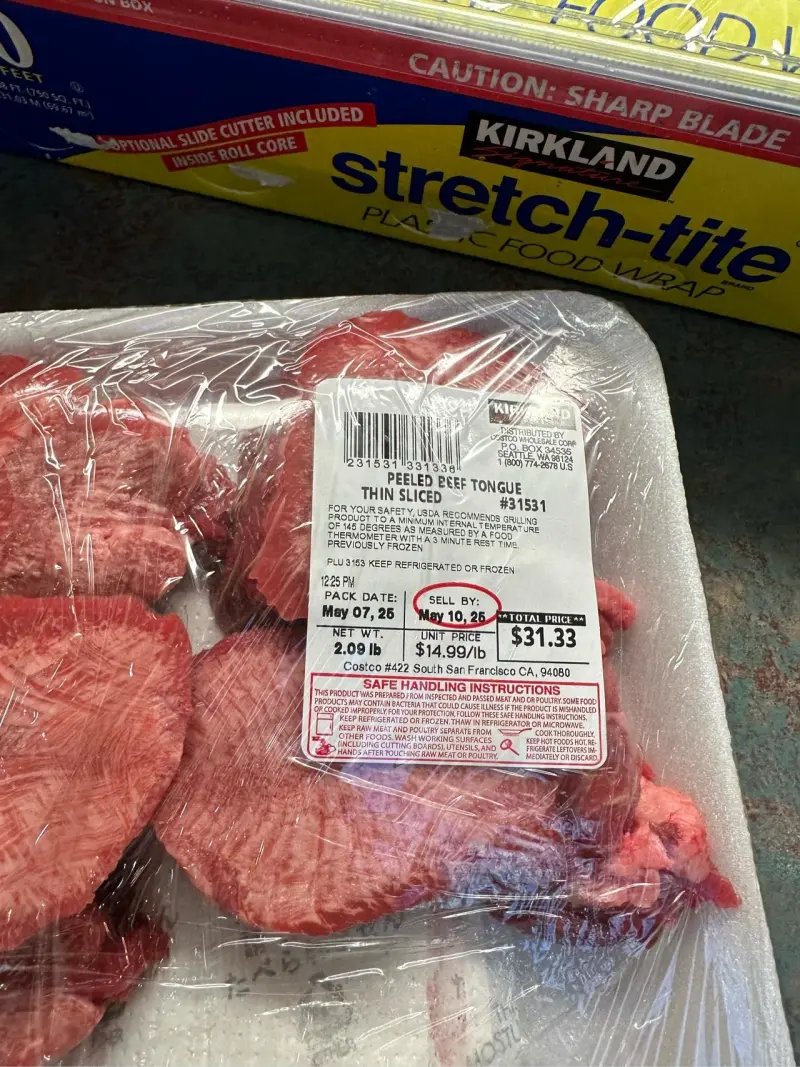 ON BOX
FOOD W
0
FEET
CAUTION: SHARP BLADE
OPTIONAL SLIDE CUTTER INCLUDED
INSIDE ROLL CORE
KIRKLAND
Signature
stretch-tite
PLASTIC FOOD WRAP
BRAND
KIRKLAND
DISTRIBUTED BY
COSTCO WHOLESALE CORP
P.O. BOX 34535
SEATTLE, WA 98124
1 (800) 774-2678 U.S
231531 331336
PEELED BEEF TONGUE
THIN SLICED #31531
FOR YOUR SAFETY, USDA RECOMMENDS GRILLING
PRODUCT TO A MINIMUM INTERNAL TEMPERATURE
OF 145 DEGREES AS MEASURED BY A FOOD
THERMOMETER WITH A 3 MINUTE REST TIME.
PREVIOUSLY FROZEN
PLU 3153 KEEP REFRIGERATED OR FROZEN
12:25 PM
PACK DATE: SELL BY:
May 07, 25 May 10, 25 **TOTAL PRICE**
NET WT. UNIT PRICE $31.33
2.09 lb $14.99/lb
Costco #422 South San Francisco CA, 94080
SAFE HANDLING INSTRUCTIONS
THIS PRODUCT WAS PREPARED FROM INSPECTED AND PASSED MEAT AND OR POULTRY. SOME FOOD
PRODUCTS MAY CONTAIN BACTERIA THAT COULD CAUSE ILLNESS IF THE PRODUCT IS MISHANDLED
OR COOKED IMPROPERLY. FOR YOUR PROTECTION, FOLLOW THESE SAFE HANDLING INSTRUCTIONS.
KEEP REFRIGERATED OR FROZEN. THAW IN REFRIGERATOR OR MICROWAVE.
KEEP RAW MEAT AND POULTRY SEPARATE FROM
OTHER FOODS. WASH WORKING SURFACES
(INCLUDING CUTTING BOARDS), UTENSILS, AND
HANDS AFTER TOUCHING RAW MEAT OR POULTRY.
COOK THOROUGHLY.
KEEP HOT FOODS HOT. RE-
FRIGERATE LEFTOVERS IM-
MEDIATELY OR DISCARD.